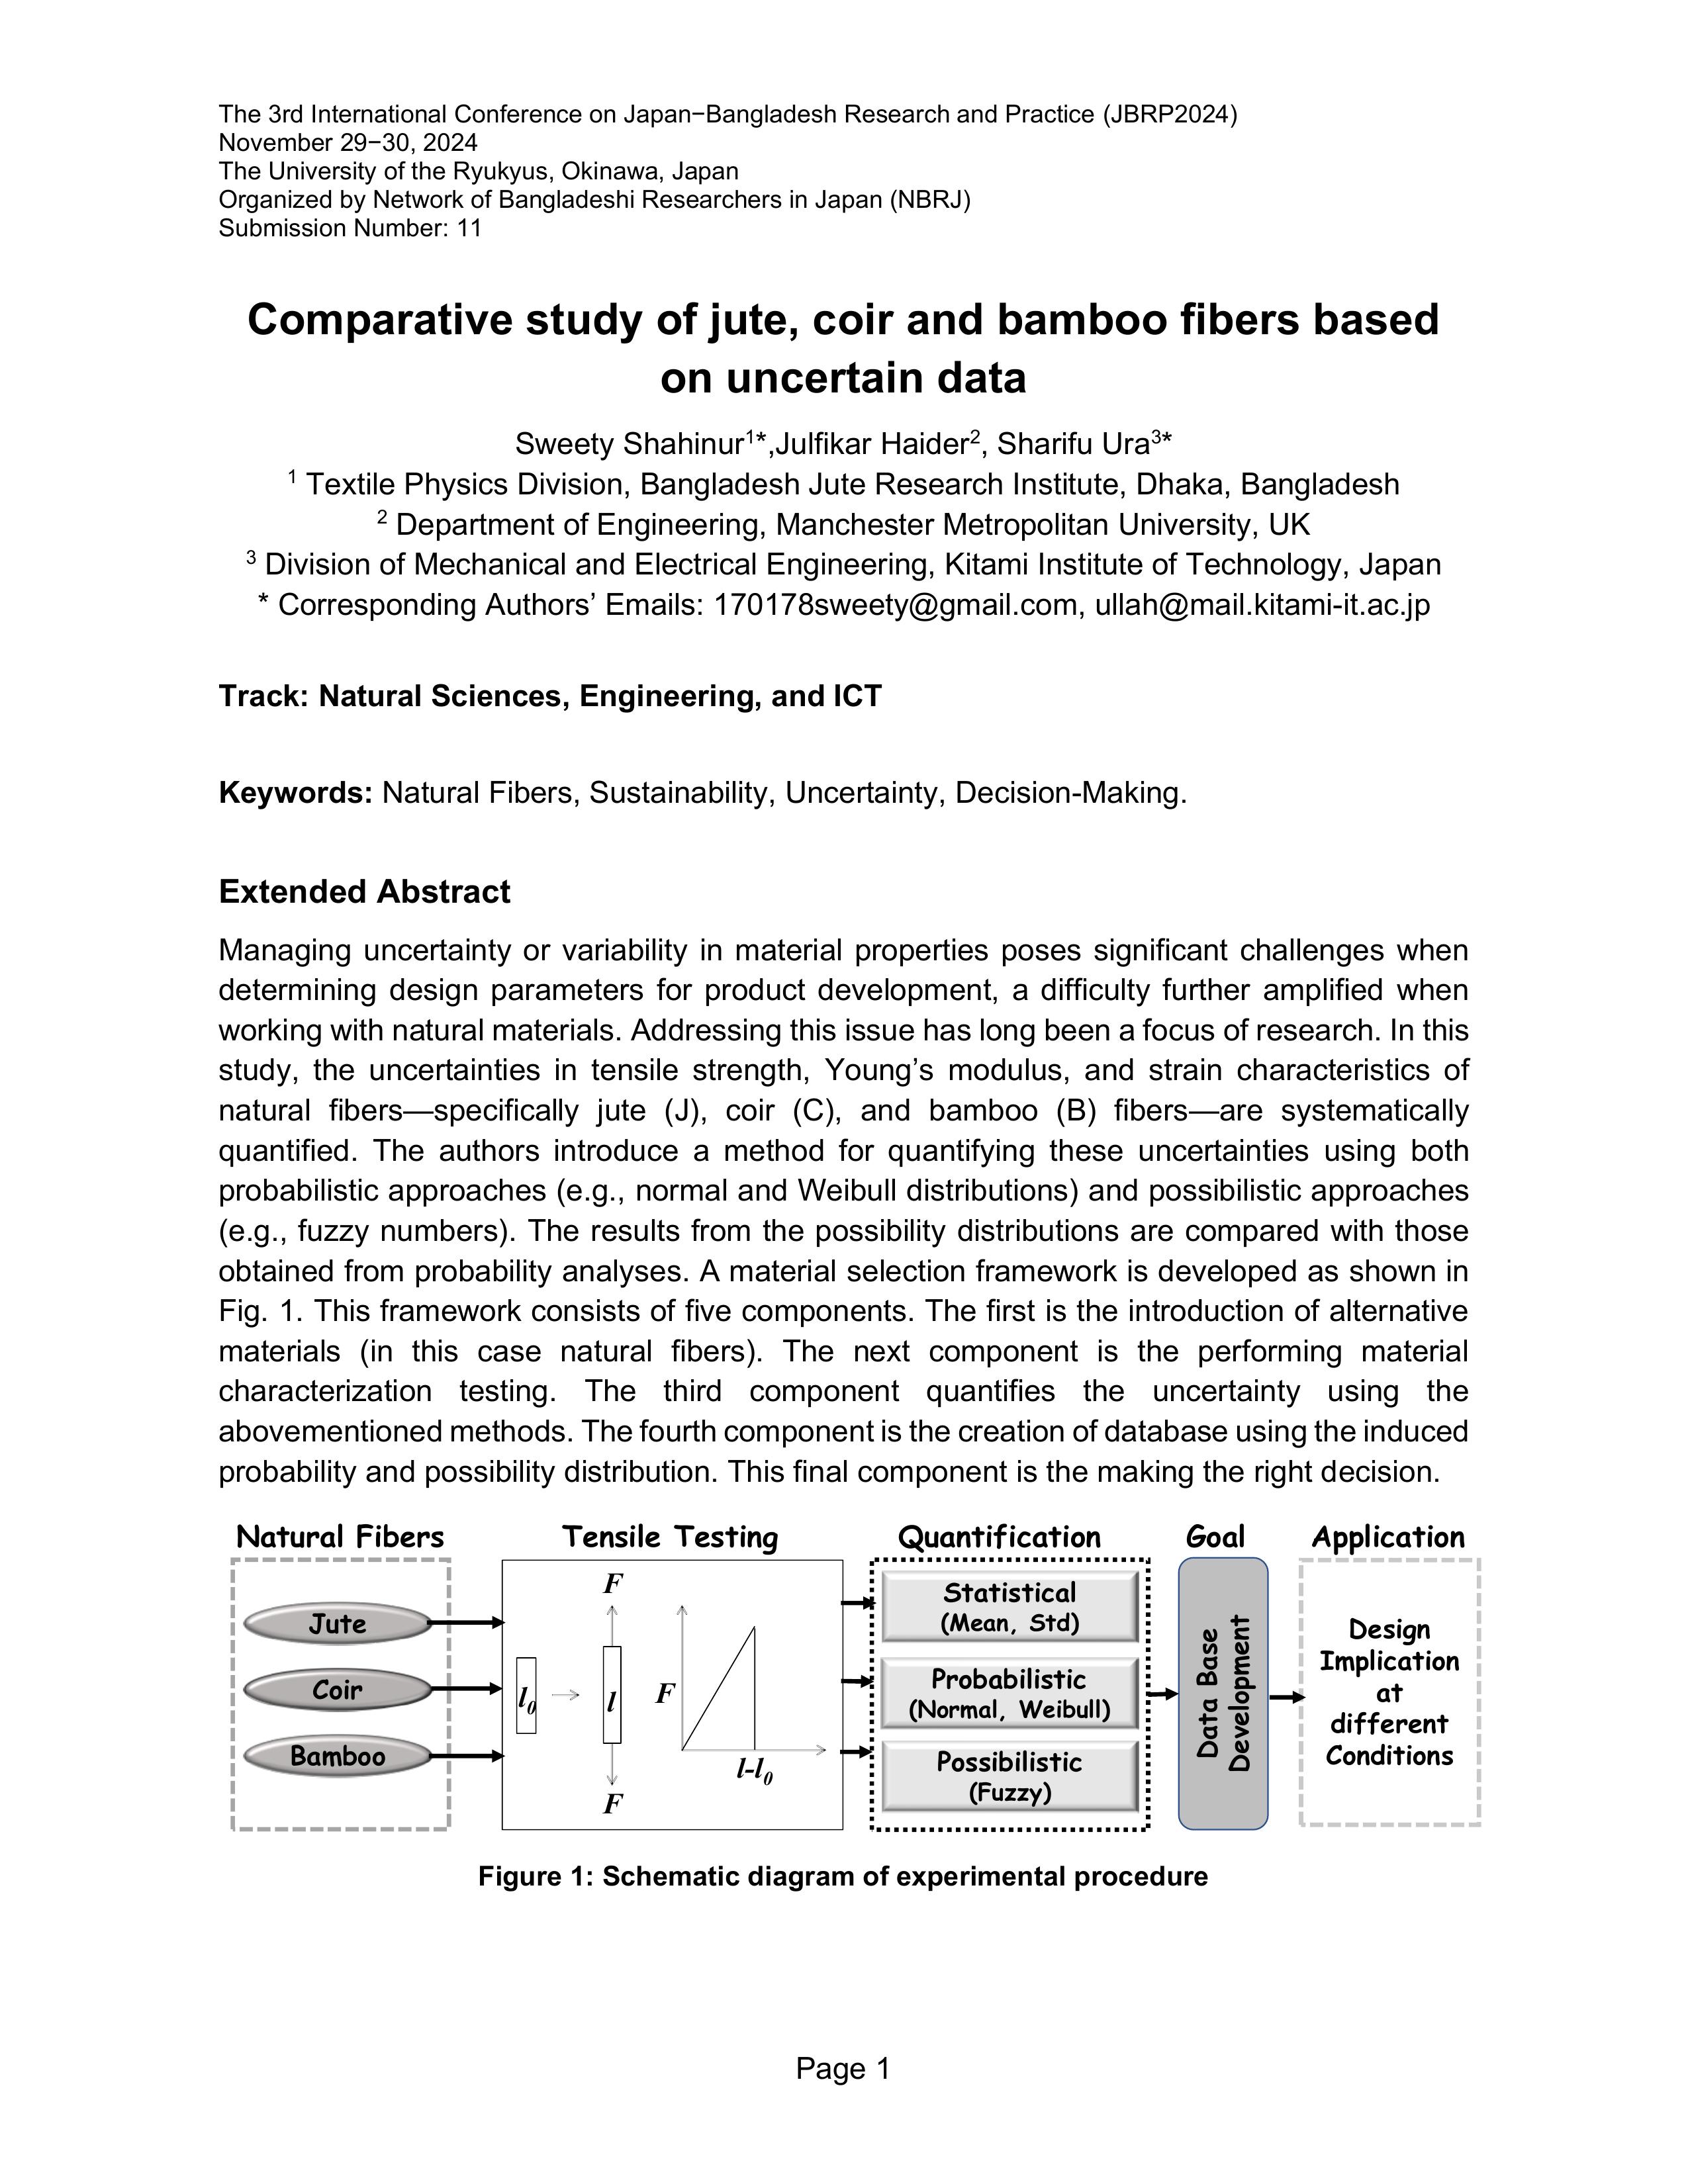 The 3rd International Conference on Japan−Bangladesh Research and Practice (JBRP2024)
November 29−30, 2024
The University of the Ryukyus, Okinawa, Japan
Organized by Network of Bangladeshi Researchers in Japan (NBRJ)
Submission Number: 11
Comparative study of jute, coir and bamboo fibers based
on uncertain data
Sweety Shahinur1*,Julfikar Haider2, Sharifu Ura3*
1 Textile Physics Division, Bangladesh Jute Research Institute, Dhaka, Bangladesh
2 Department of Engineering, Manchester Metropolitan University, UK
3 Division of Mechanical and Electrical Engineering, Kitami Institute of Technology, Japan
* Corresponding Authors’ Emails: 170178sweety@gmail.com, ullah@mail.kitami-it.ac.jp
Track: Natural Sciences, Engineering, and ICT
Keywords: Natural Fibers, Sustainability, Uncertainty, Decision-Making.
Extended Abstract
Managing uncertainty or variability in material properties poses significant challenges when
determining design parameters for product development, a difficulty further amplified when
working with natural materials. Addressing this issue has long been a focus of research. In this
study, the uncertainties in tensile strength, Young’s modulus, and strain characteristics of
natural fibers—specifically jute (J), coir (C), and bamboo (B) fibers—are systematically
quantified. The authors introduce a method for quantifying these uncertainties using both
probabilistic approaches (e.g., normal and Weibull distributions) and possibilistic approaches
(e.g., fuzzy numbers). The results from the possibility distributions are compared with those
obtained from probability analyses. A material selection framework is developed as shown in
Fig. 1. This framework consists of five components. The first is the introduction of alternative
materials (in this case natural fibers). The next component is the performing material
characterization testing. The third component quantifies the uncertainty using the
abovementioned methods. The fourth component is the creation of database using the induced
probability and possibility distribution. This final component is the making the right decision.
Natural Fibers
Jute
Coir
Bamboo
Tensile Testing
l0
F
l
F
F
l-l0
Quantification
Statistical
(Mean, Std)
Probabilistic
(Normal, Weibull)
Possibilistic
(Fuzzy)
Goal
Data Base
Development
Application
Design
Implication
at
different
Conditions
Figure 1: Schematic diagram of experimental procedure
Page 1